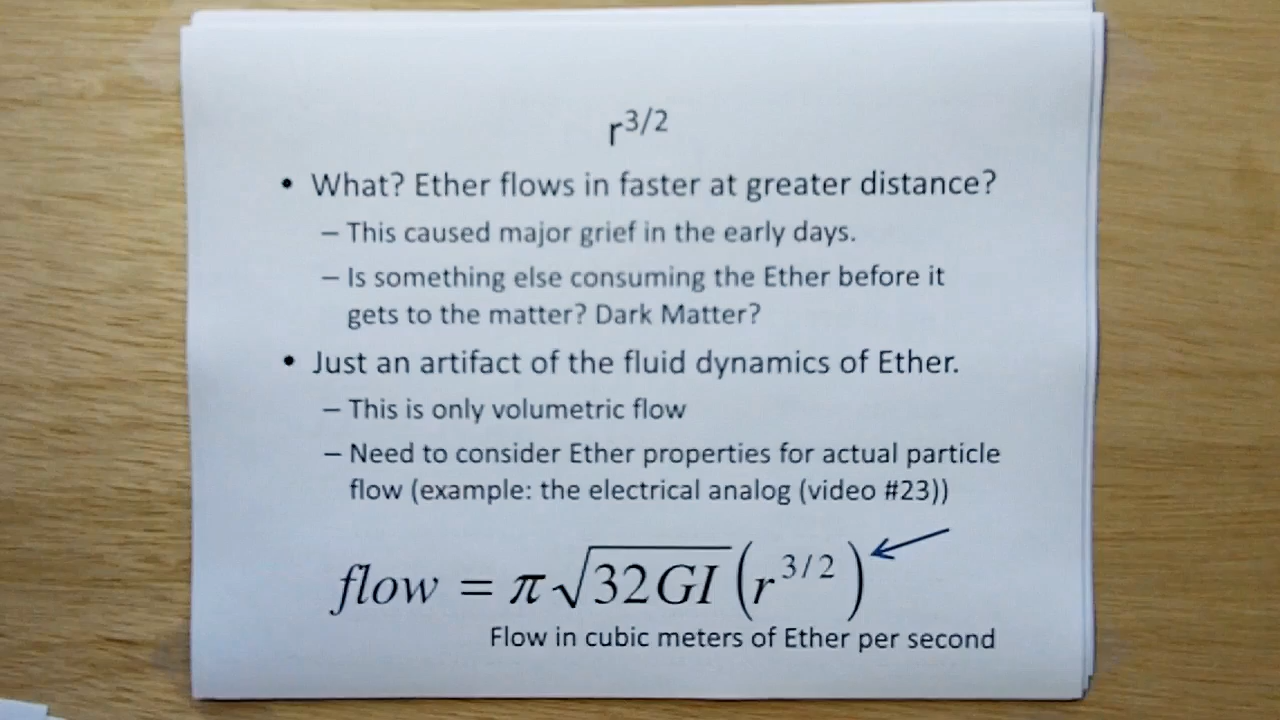 r^3/2
• What? Ether flows in faster at greater distance?
– This caused major grief in the early days.
– Is something else consuming the Ether before it
gets to the matter? Dark Matter?
• Just an artifact of the fluid dynamics of Ether.
– This is only volumetric flow
– Need to consider Ether properties for actual particle
flow (example: the electrical analog (video #23))
flow = π√32GI (r^3/2)
Flow in cubic meters of Ether per second